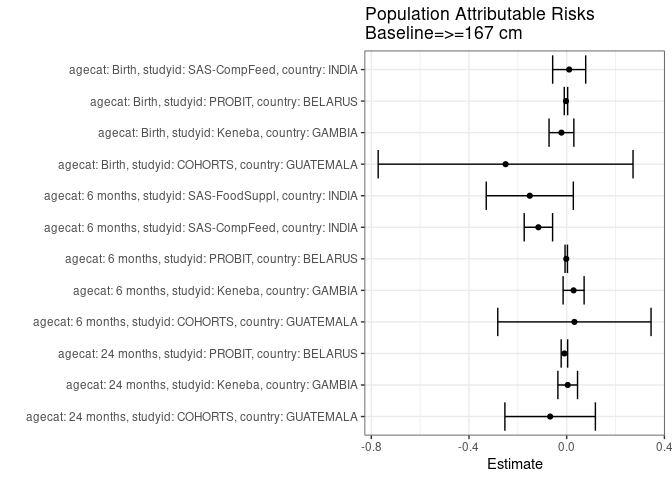 Population Attributable Risks
Baseline=>=167 cm
agecat: Birth, studyid: SAS-CompFeed, country: INDIA
agecat: Birth, studyid: PROBIT, country: BELARUS
agecat: Birth, studyid: Keneba, country: GAMBIA
agecat: Birth, studyid: COHORTS, country: GUATEMALA
agecat: 6 months, studyid: SAS-FoodSuppl, country: INDIA
agecat: 6 months, studyid: SAS-CompFeed, country: INDIA
agecat: 6 months, studyid: PROBIT, country: BELARUS
agecat: 6 months, studyid: Keneba, country: GAMBIA
agecat: 6 months, studyid: COHORTS, country: GUATEMALA
agecat: 24 months, studyid: PROBIT, country: BELARUS
agecat: 24 months, studyid: Keneba, country: GAMBIA
agecat: 24 months, studyid: COHORTS, country: GUATEMALA
-0.8 -0.4 0.0 0.4
Estimate